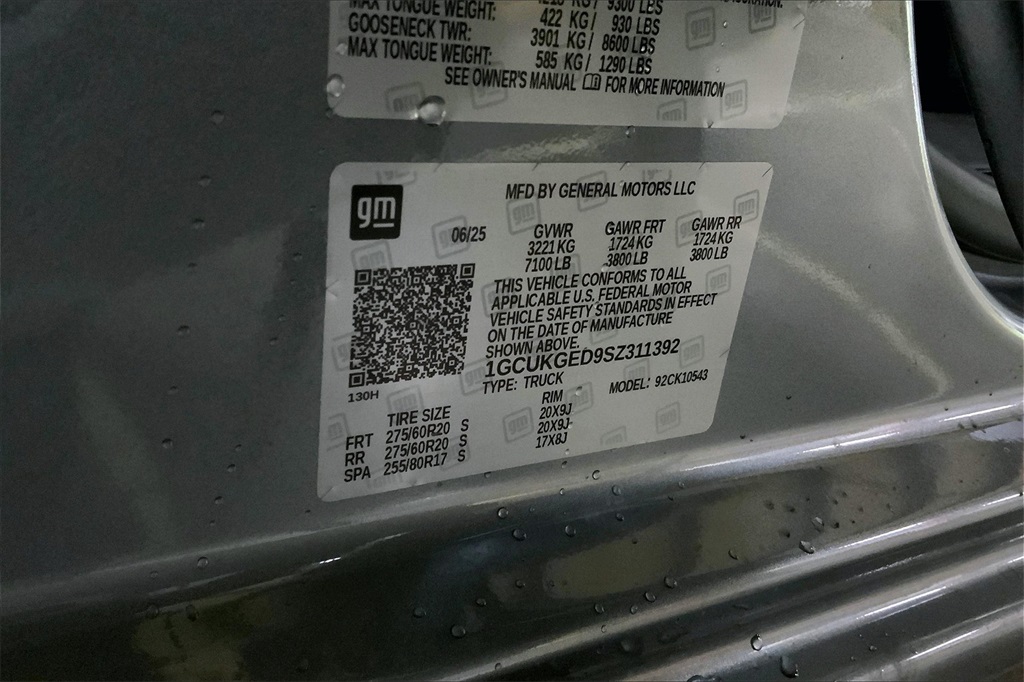 MAX TONGUE WEIGHT: 422 KG / 930 LBS
GOOSENECK TWR: 3901 KG / 8600 LBS
MAX TONGUE WEIGHT: 585 KG / 1290 LBS
SEE OWNER'S MANUAL FOR MORE INFORMATION
gm
MFD BY GENERAL MOTORS LLC
06/25 GVWR GAWR FRT GAWR RR
3221 KG 1724 KG 1724 KG
7100 LB 3800 LB 3800 LB
THIS VEHICLE CONFORMS TO ALL
APPLICABLE U.S. FEDERAL MOTOR
VEHICLE SAFETY STANDARDS IN EFFECT
ON THE DATE OF MANUFACTURE
SHOWN ABOVE.
1GCUKGED9SZ311392
130H
TYPE: TRUCK MODEL: 92CK10543
TIRE SIZE RIM
FRT 275/60R20 S 20X9J
RR 275/60R20 S 20X9J
SPA 255/80R17 S 17X8J